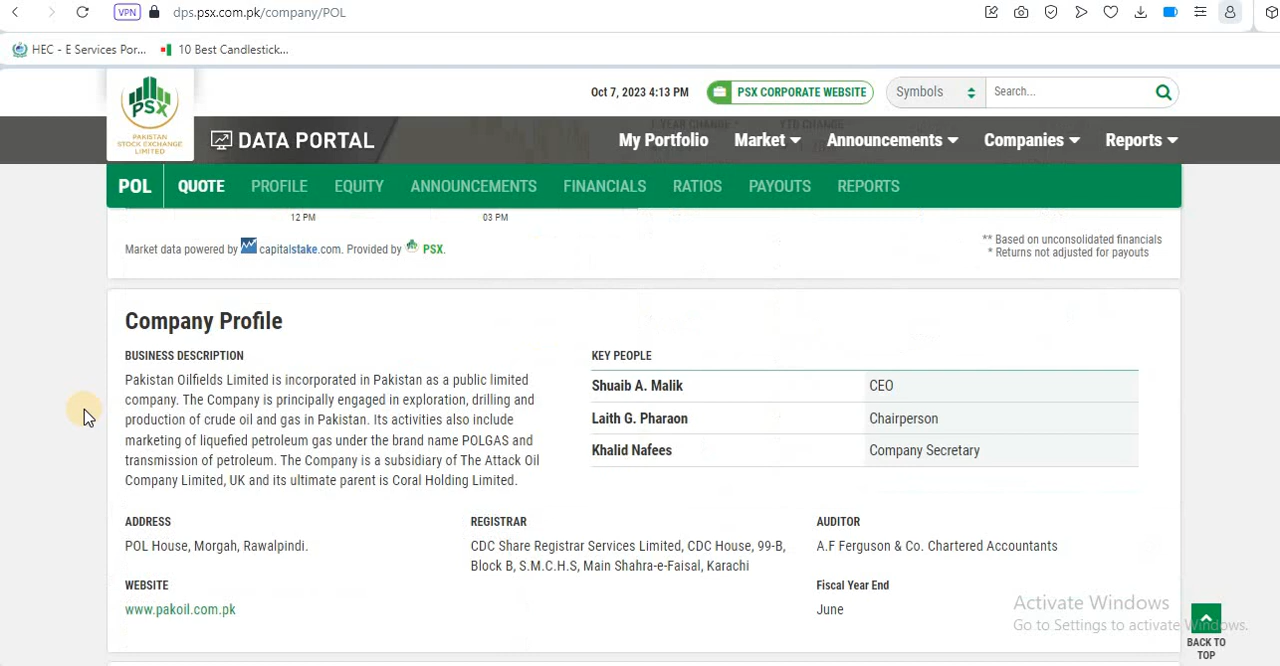 VPN dps.psx.com.pk/company/POL
HEC - E Services Por... 10 Best Candlestick...
PSX
PAKISTAN
STOCK EXCHANGE
LIMITED
Oct 7, 2023 4:13 PM PSX CORPORATE WEBSITE Symbols Search...
1 YEAR CHANGE * YTD CHANGE
DATA PORTAL My Portfolio Market Announcements Companies Reports
POL QUOTE PROFILE EQUITY ANNOUNCEMENTS FINANCIALS RATIOS PAYOUTS REPORTS
12 PM 03 PM
Market data powered by capitalstake.com. Provided by PSX.
** Based on unconsolidated financials
* Returns not adjusted for payouts
Company Profile
BUSINESS DESCRIPTION
Pakistan Oilfields Limited is incorporated in Pakistan as a public limited
company. The Company is principally engaged in exploration, drilling and
production of crude oil and gas in Pakistan. Its activities also include
marketing of liquefied petroleum gas under the brand name POLGAS and
transmission of petroleum. The Company is a subsidiary of The Attack Oil
Company Limited, UK and its ultimate parent is Coral Holding Limited.
KEY PEOPLE
Shuaib A. Malik CEO
Laith G. Pharaon Chairperson
Khalid Nafees Company Secretary
ADDRESS
POL House, Morgah, Rawalpindi.
REGISTRAR
CDC Share Registrar Services Limited, CDC House, 99-B,
Block B, S.M.C.H.S, Main Shahra-e-Faisal, Karachi
AUDITOR
A.F Ferguson & Co. Chartered Accountants
WEBSITE
www.pakoil.com.pk
Fiscal Year End
June
Activate Windows
Go to Settings to activate Windows.
BACK TO
TOP